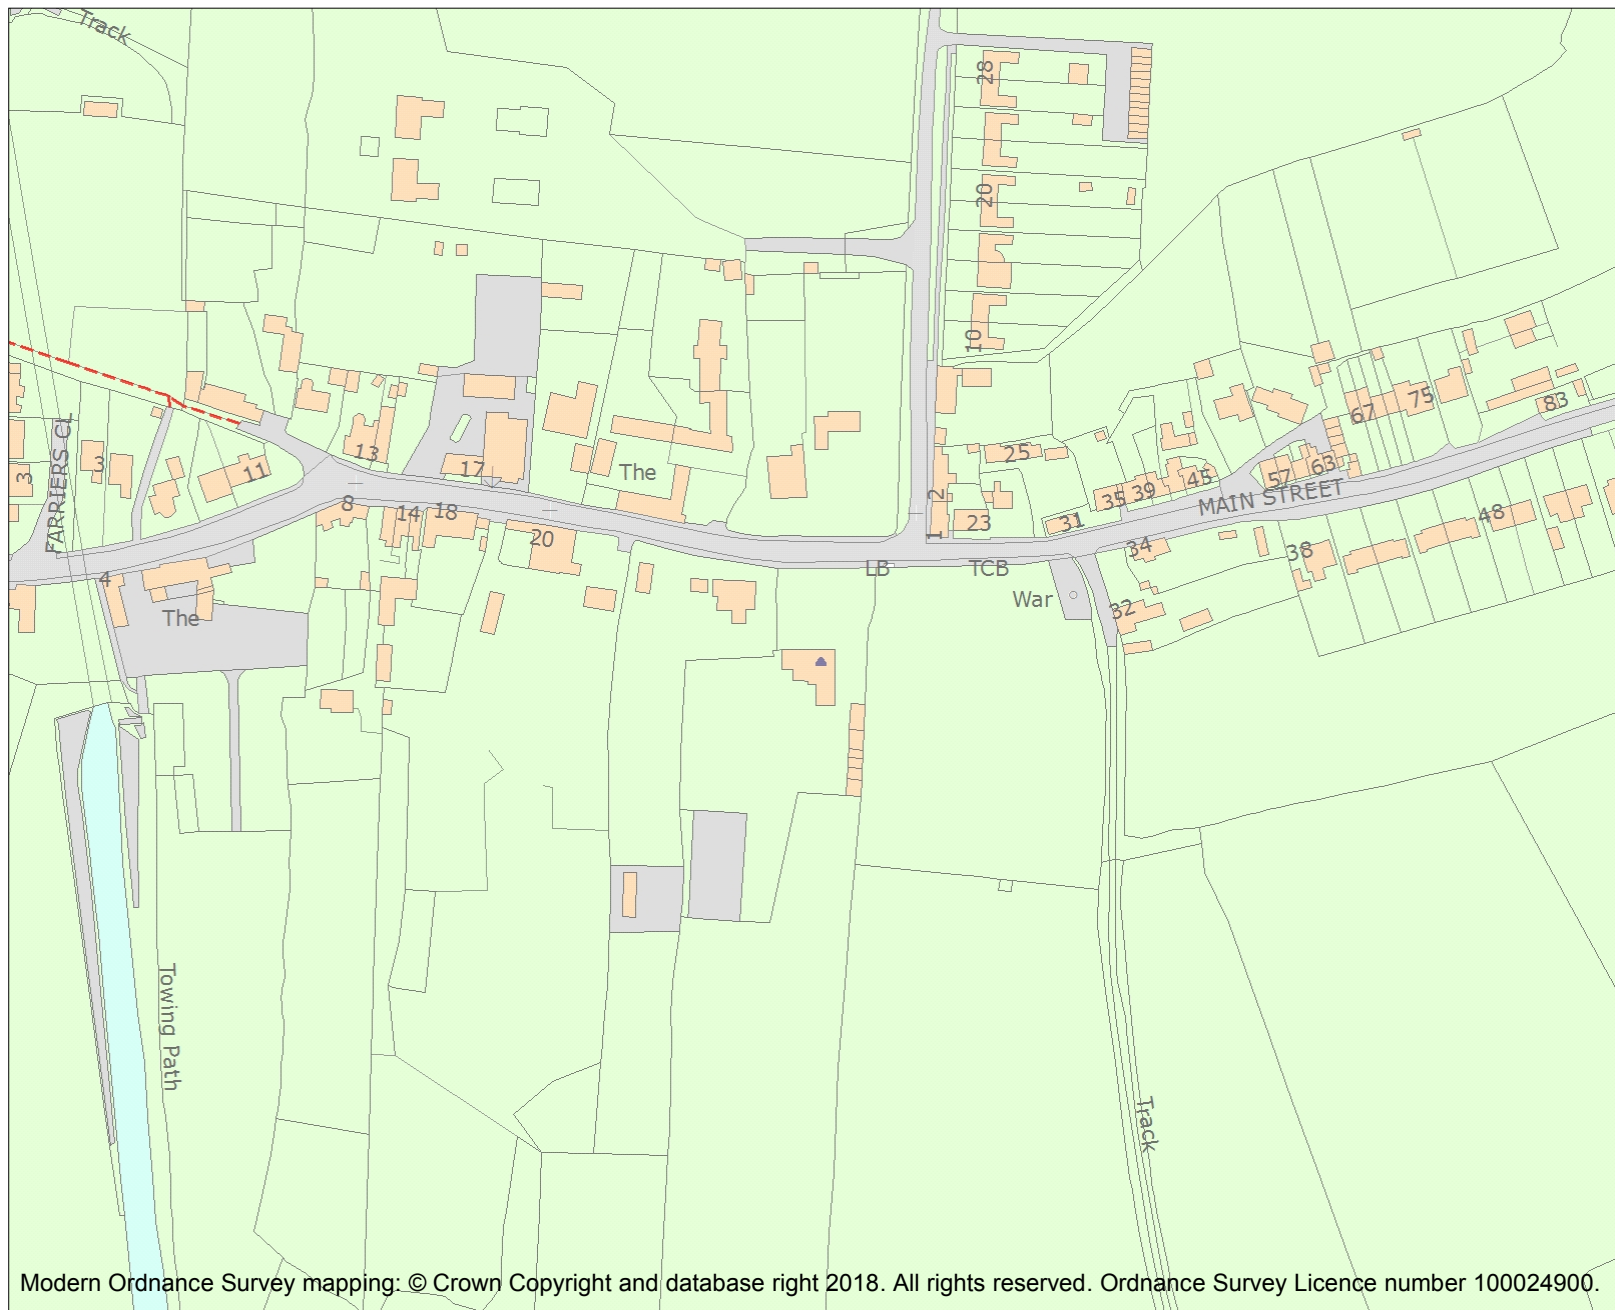 Track
28
20
10
13
17
The
11
3
3
FARRIERS CL
8
14
18
20
4
The
67
75
83
25
57
63
45
39
35
MAIN STREET
2
1
23
31
48
34
38
LB
TCB
War
32
Towing Path
Track
Modern Ordnance Survey mapping: © Crown Copyright and database right 2018. All rights reserved. Ordnance Survey Licence number 100024900.